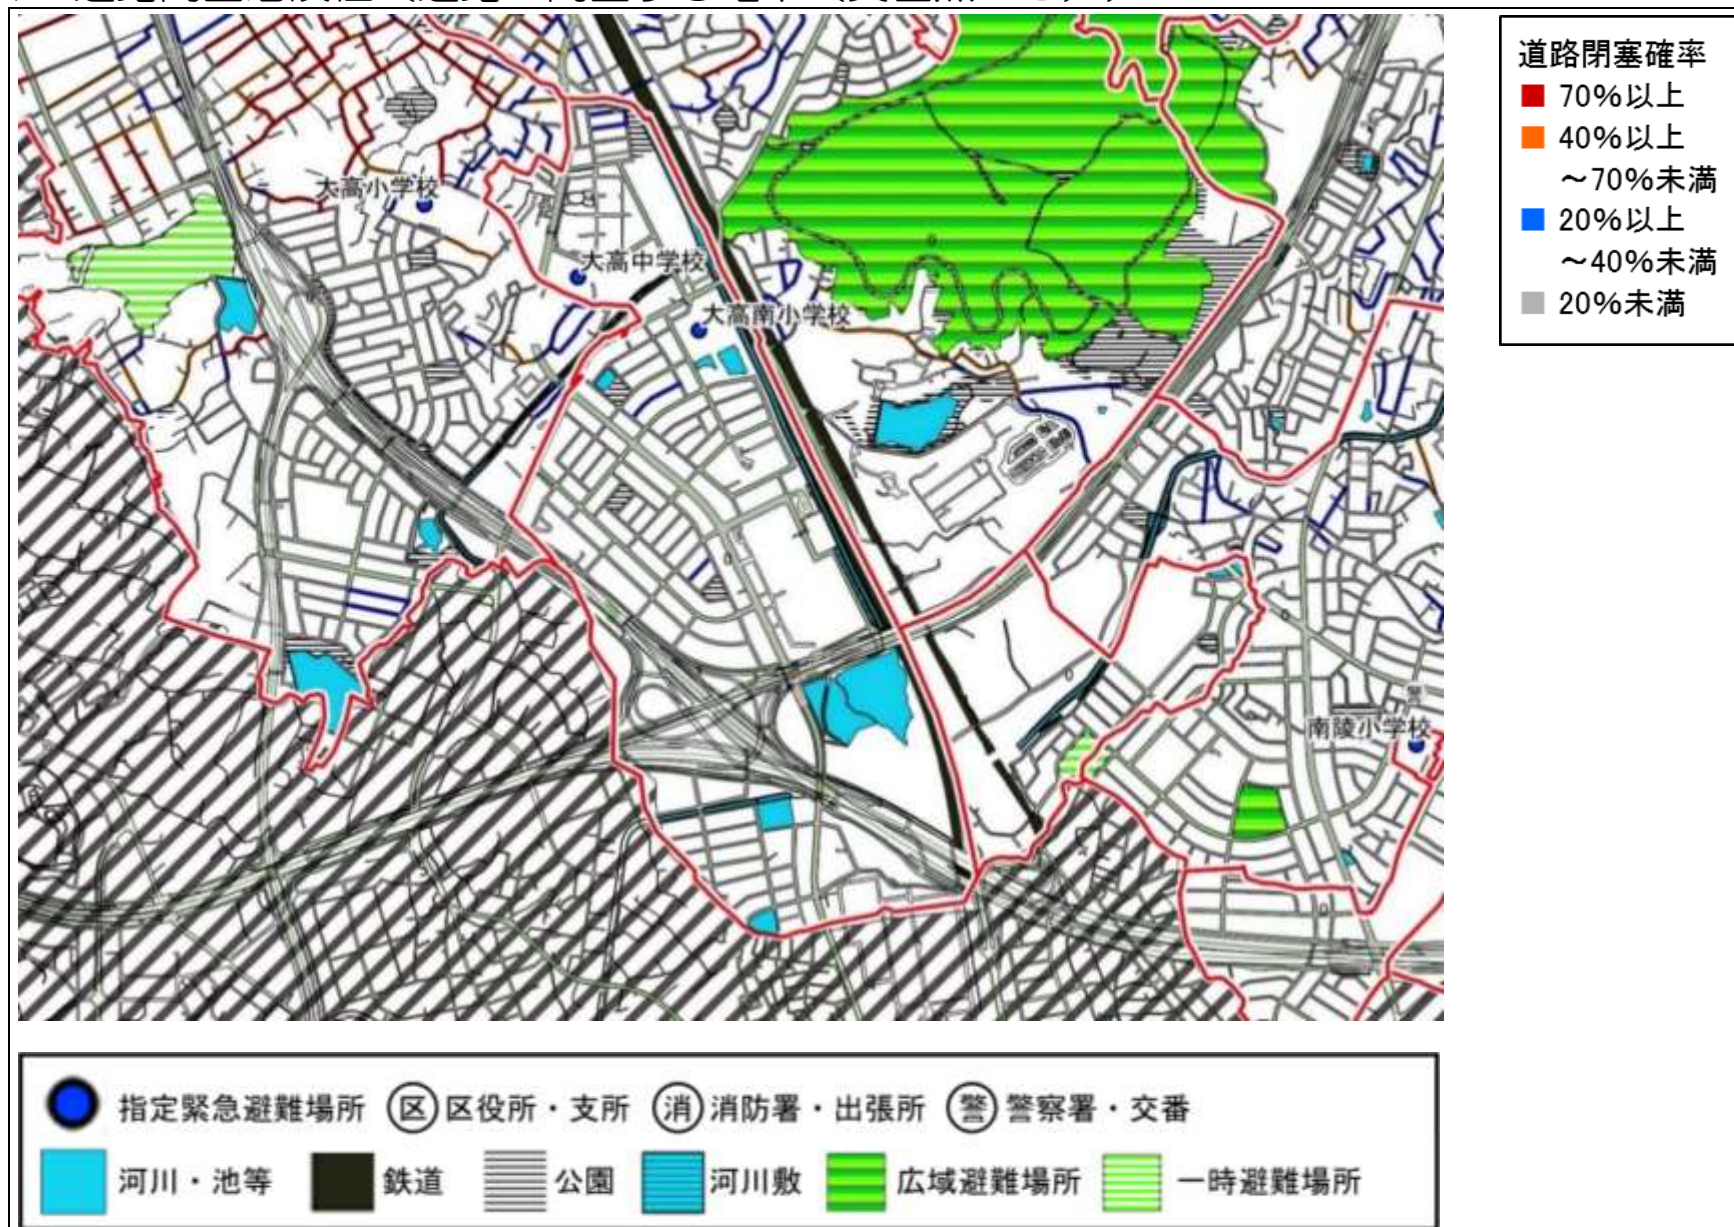 道路閉塞確率
70%以上
40%以上
～70%未満
20%以上
～40%未満
20%未満
大高小学校
大高中学校
大高南小学校
警
南陵小学校
指定緊急避難場所 区 区役所・支所 消 消防署・出張所 警 警察署・交番
河川・池等 鉄道 公園 河川敷 広域避難場所 一時避難場所